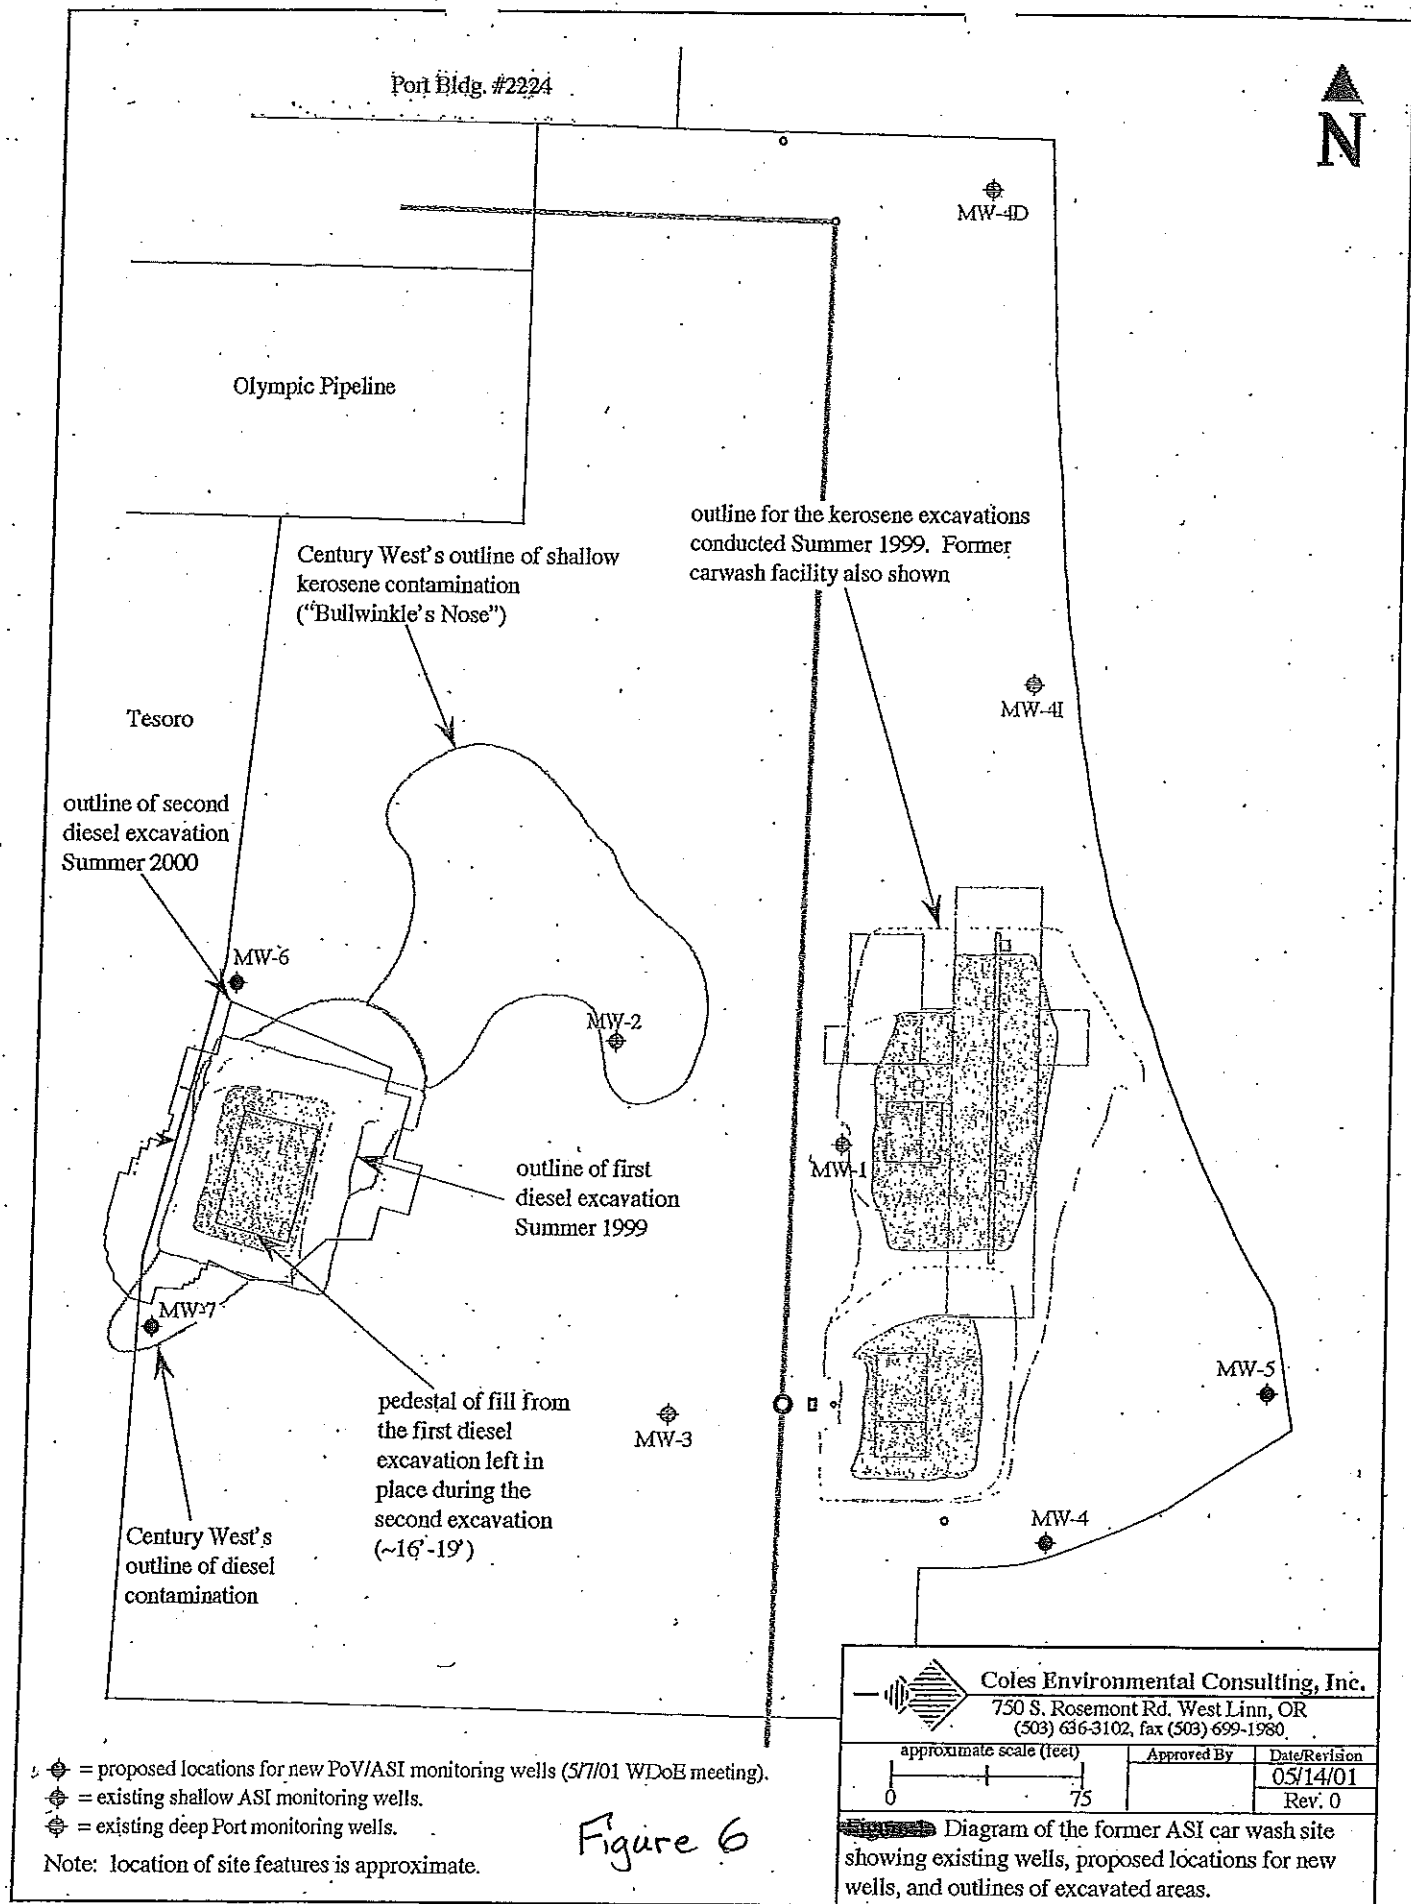 Port Bldg. #2224
N
MW-4D
Olympic Pipeline
outline for the kerosene excavations
conducted Summer 1999. Former
carwash facility also shown
Century West's outline of shallow
kerosene contamination
("Bullwinkle's Nose")
MW-4I
Tesoro
outline of second
diesel excavation
Summer 2000
MW-6
MW-2
MW-1
outline of first
diesel excavation
Summer 1999
MW-7
MW-5
pedestal of fill from
the first diesel
excavation left in
place during the
second excavation
(~16'-19')
MW-3
MW-4
Century West's
outline of diesel
contamination
Coles Environmental Consulting, Inc.
750 S. Rosemont Rd. West Linn, OR
(503) 636-3102, fax (503) 699-1980
approximate scale (feet)
0 75
Approved By
Date/Revision
05/14/01
Rev. 0
= proposed locations for new PoV/ASI monitoring wells (5/7/01 WDoE meeting).
= existing shallow ASI monitoring wells.
= existing deep Port monitoring wells.
Note: location of site features is approximate.
Figure 6
Diagram of the former ASI car wash site
showing existing wells, proposed locations for new
wells, and outlines of excavated areas.